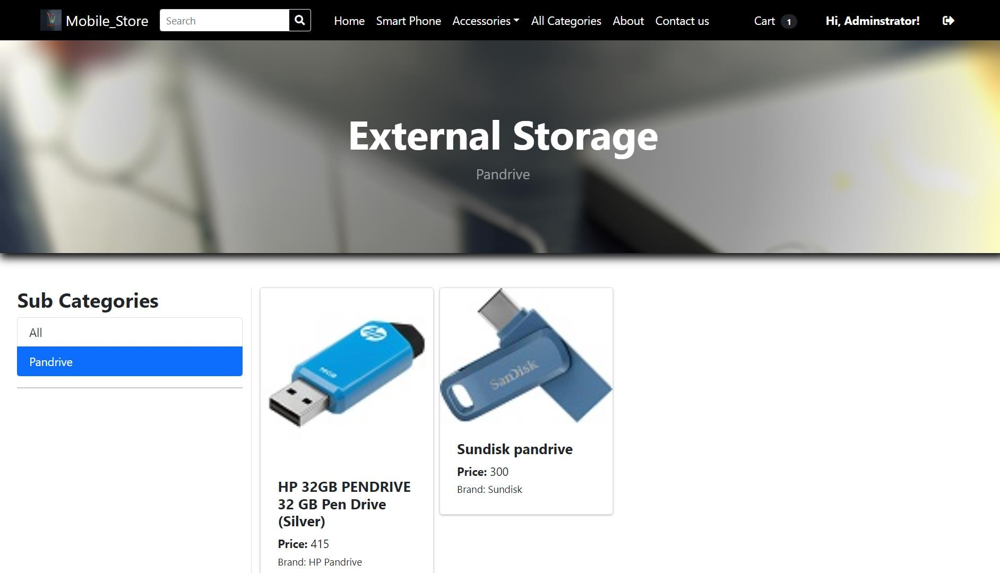 Mobile_Store
Search
Home
Smart Phone
Accessories
All Categories
About
Contact us
Cart 1
Hi, Adminstrator!
External Storage
Pandrive
Sub Categories
All
Pandrive
hp
SanDisk
HP 32GB PENDRIVE
32 GB Pen Drive
(Silver)
Price: 415
Brand: HP Pandrive
Sundisk pandrive
Price: 300
Brand: Sundisk